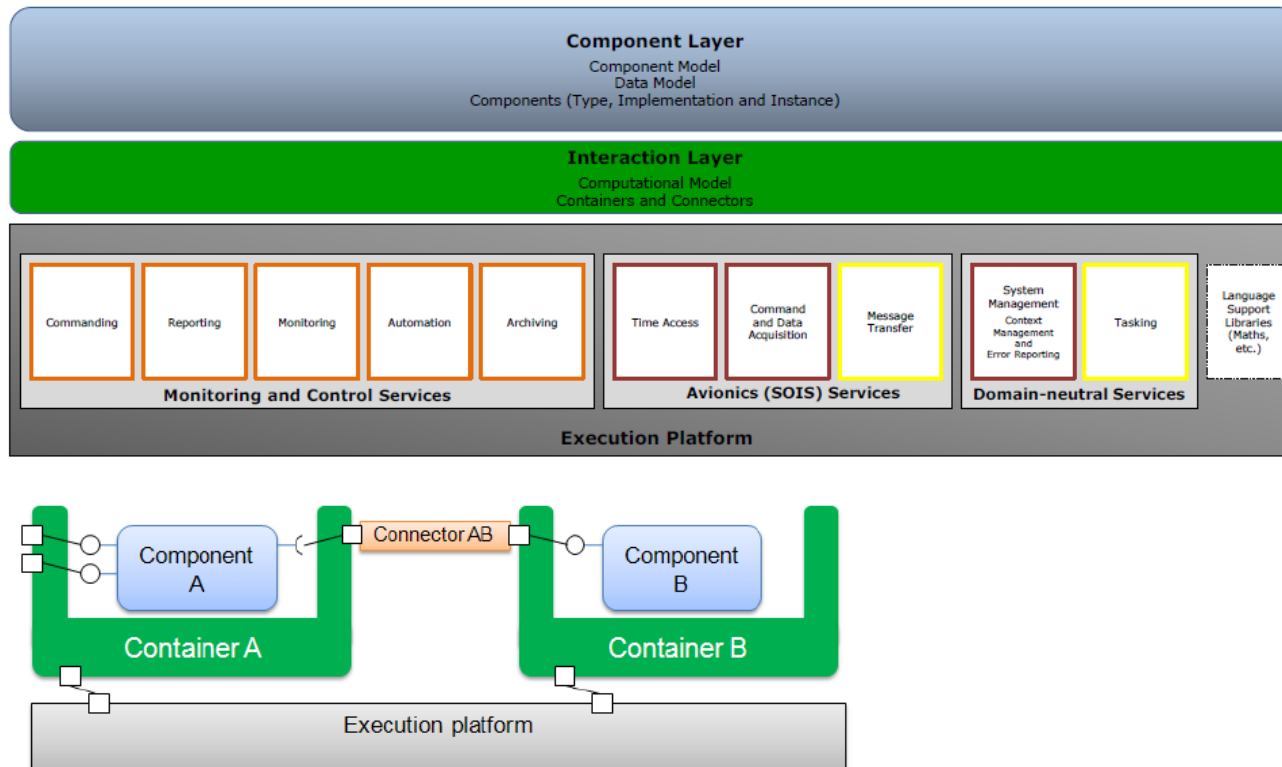 Component Layer
Component Model
Data Model
Components (Type, Implementation and Instance)
Interaction Layer
Computational Model
Containers and Connectors
Commanding
Reporting
Monitoring
Automation
Archiving
Monitoring and Control Services
Time Access
Command
and Data
Acquisition
Message
Transfer
Avionics (SOIS) Services
System
Management
Context
Management
and
Error Reporting
Tasking
Domain-neutral Services
Language
Support
Libraries
(Maths,
etc.)
Execution Platform
Component
A
Container A
Connector AB
Component
B
Container B
Execution platform